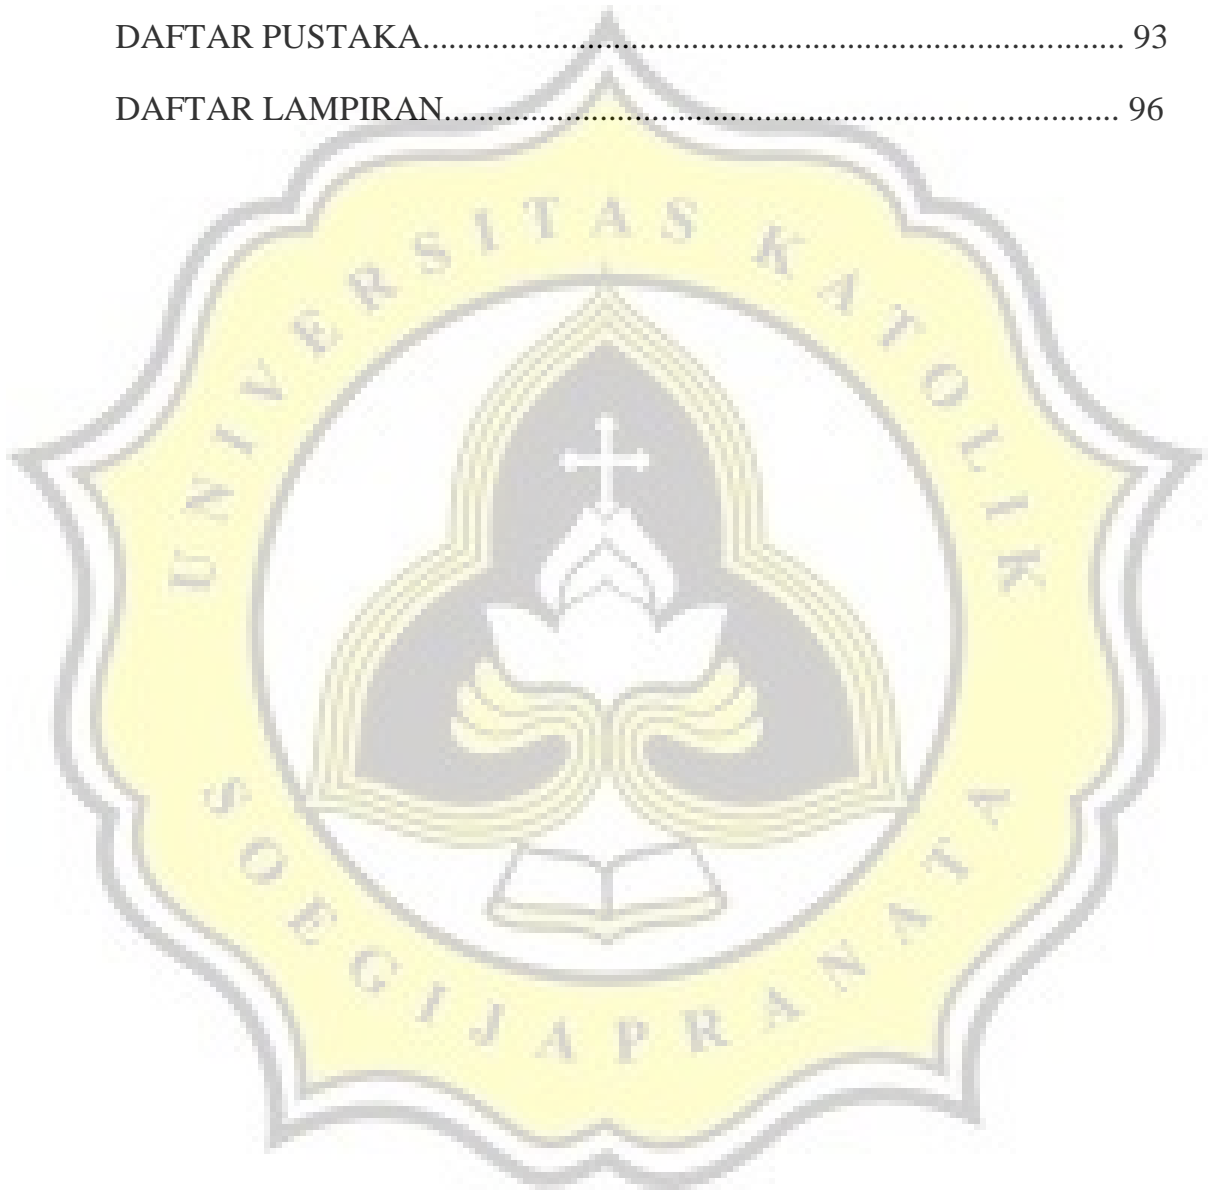 DAFTAR PUSTAKA................................................................................ 93
DAFTAR LAMPIRAN............................................................................. 96
UNIVERSITAS KATOLIK
SOEGIJAPRANATA